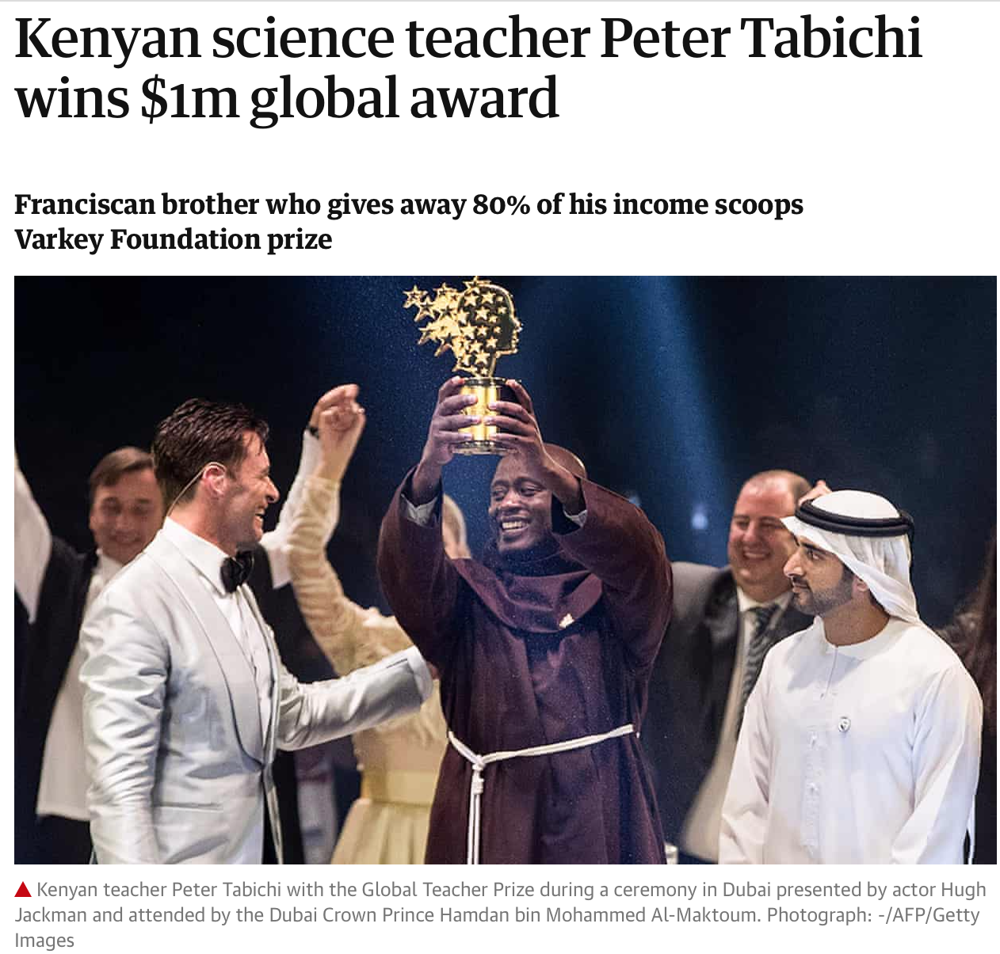 Kenyan science teacher Peter Tabichi
wins $1m global award
Franciscan brother who gives away 80% of his income scoops
Varkey Foundation prize
Kenyan teacher Peter Tabichi with the Global Teacher Prize during a ceremony in Dubai presented by actor Hugh
Jackman and attended by the Dubai Crown Prince Hamdan bin Mohammed Al-Maktoum. Photograph: -/AFP/Getty
Images